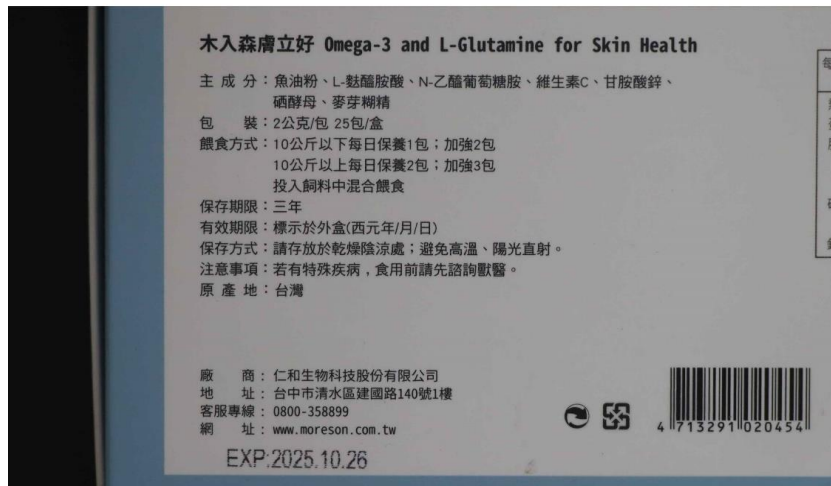 木入森膚立好 Omega-3 and L-Glutamine for Skin Health
主 成 分：魚油粉、L-麩醯胺酸、N-乙醯葡萄糖胺、維生素C、甘胺酸鋅、
硒酵母、麥芽糊精
包 裝：2公克/包 25包/盒
餵食方式：10公斤以下每日保養1包；加強2包
10公斤以上每日保養2包；加強3包
投入飼料中混合餵食
保存期限：三年
有效期限：標示於外盒(西元年/月/日)
保存方式：請存放於乾燥陰涼處；避免高溫、陽光直射。
注意事項：若有特殊疾病，食用前請先諮詢獸醫。
原 產 地：台灣
廠 商：仁和生物科技股份有限公司
地 址：台中市清水區建國路140號1樓
客服專線：0800-358899
網 址：www.moreson.com.tw
EXP:2025.10.26
4 713291 020454